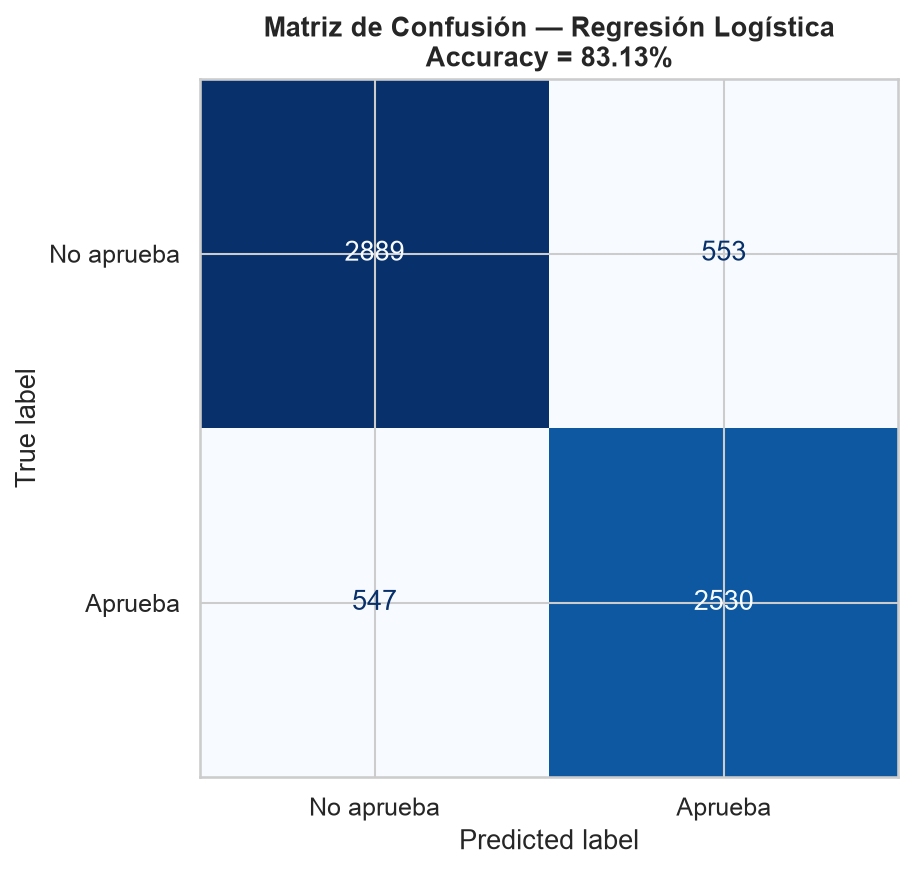 Matriz de Confusión — Regresión Logística
Accuracy = 83.13%
True label
No aprueba
2889
553
Aprueba
547
2530
No aprueba
Aprueba
Predicted label